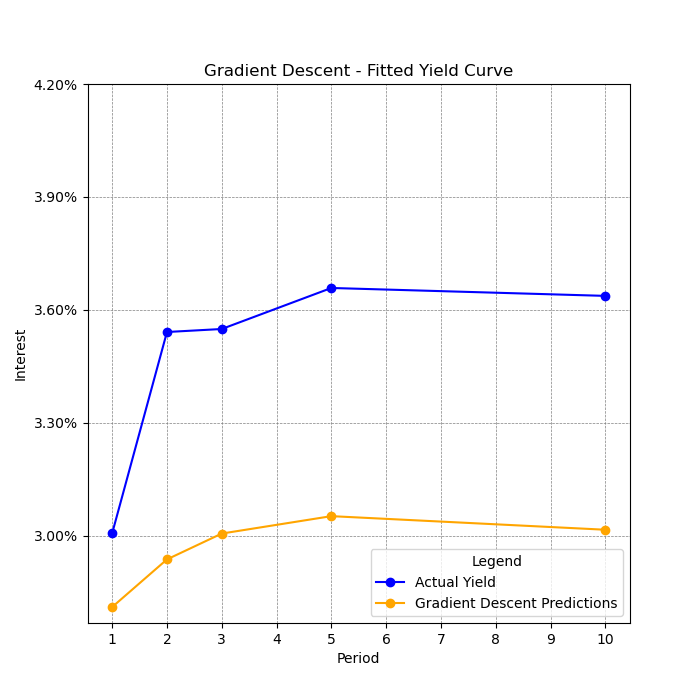 Gradient Descent - Fitted Yield Curve
4.20%
3.90%
3.60%
3.30%
3.00%
Interest
Legend
Actual Yield
Gradient Descent Predictions
1 2 3 4 5 6 7 8 9 10
Period